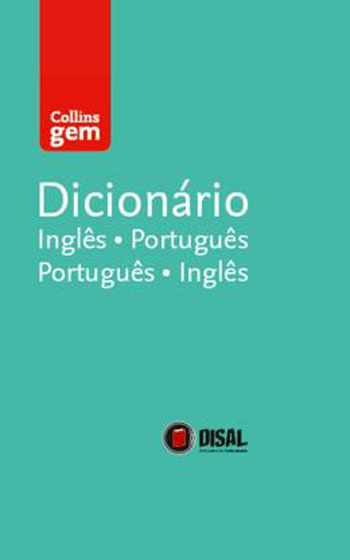 Collins
gem
Dicionário
Inglês • Português
Português • Inglês
DISAL